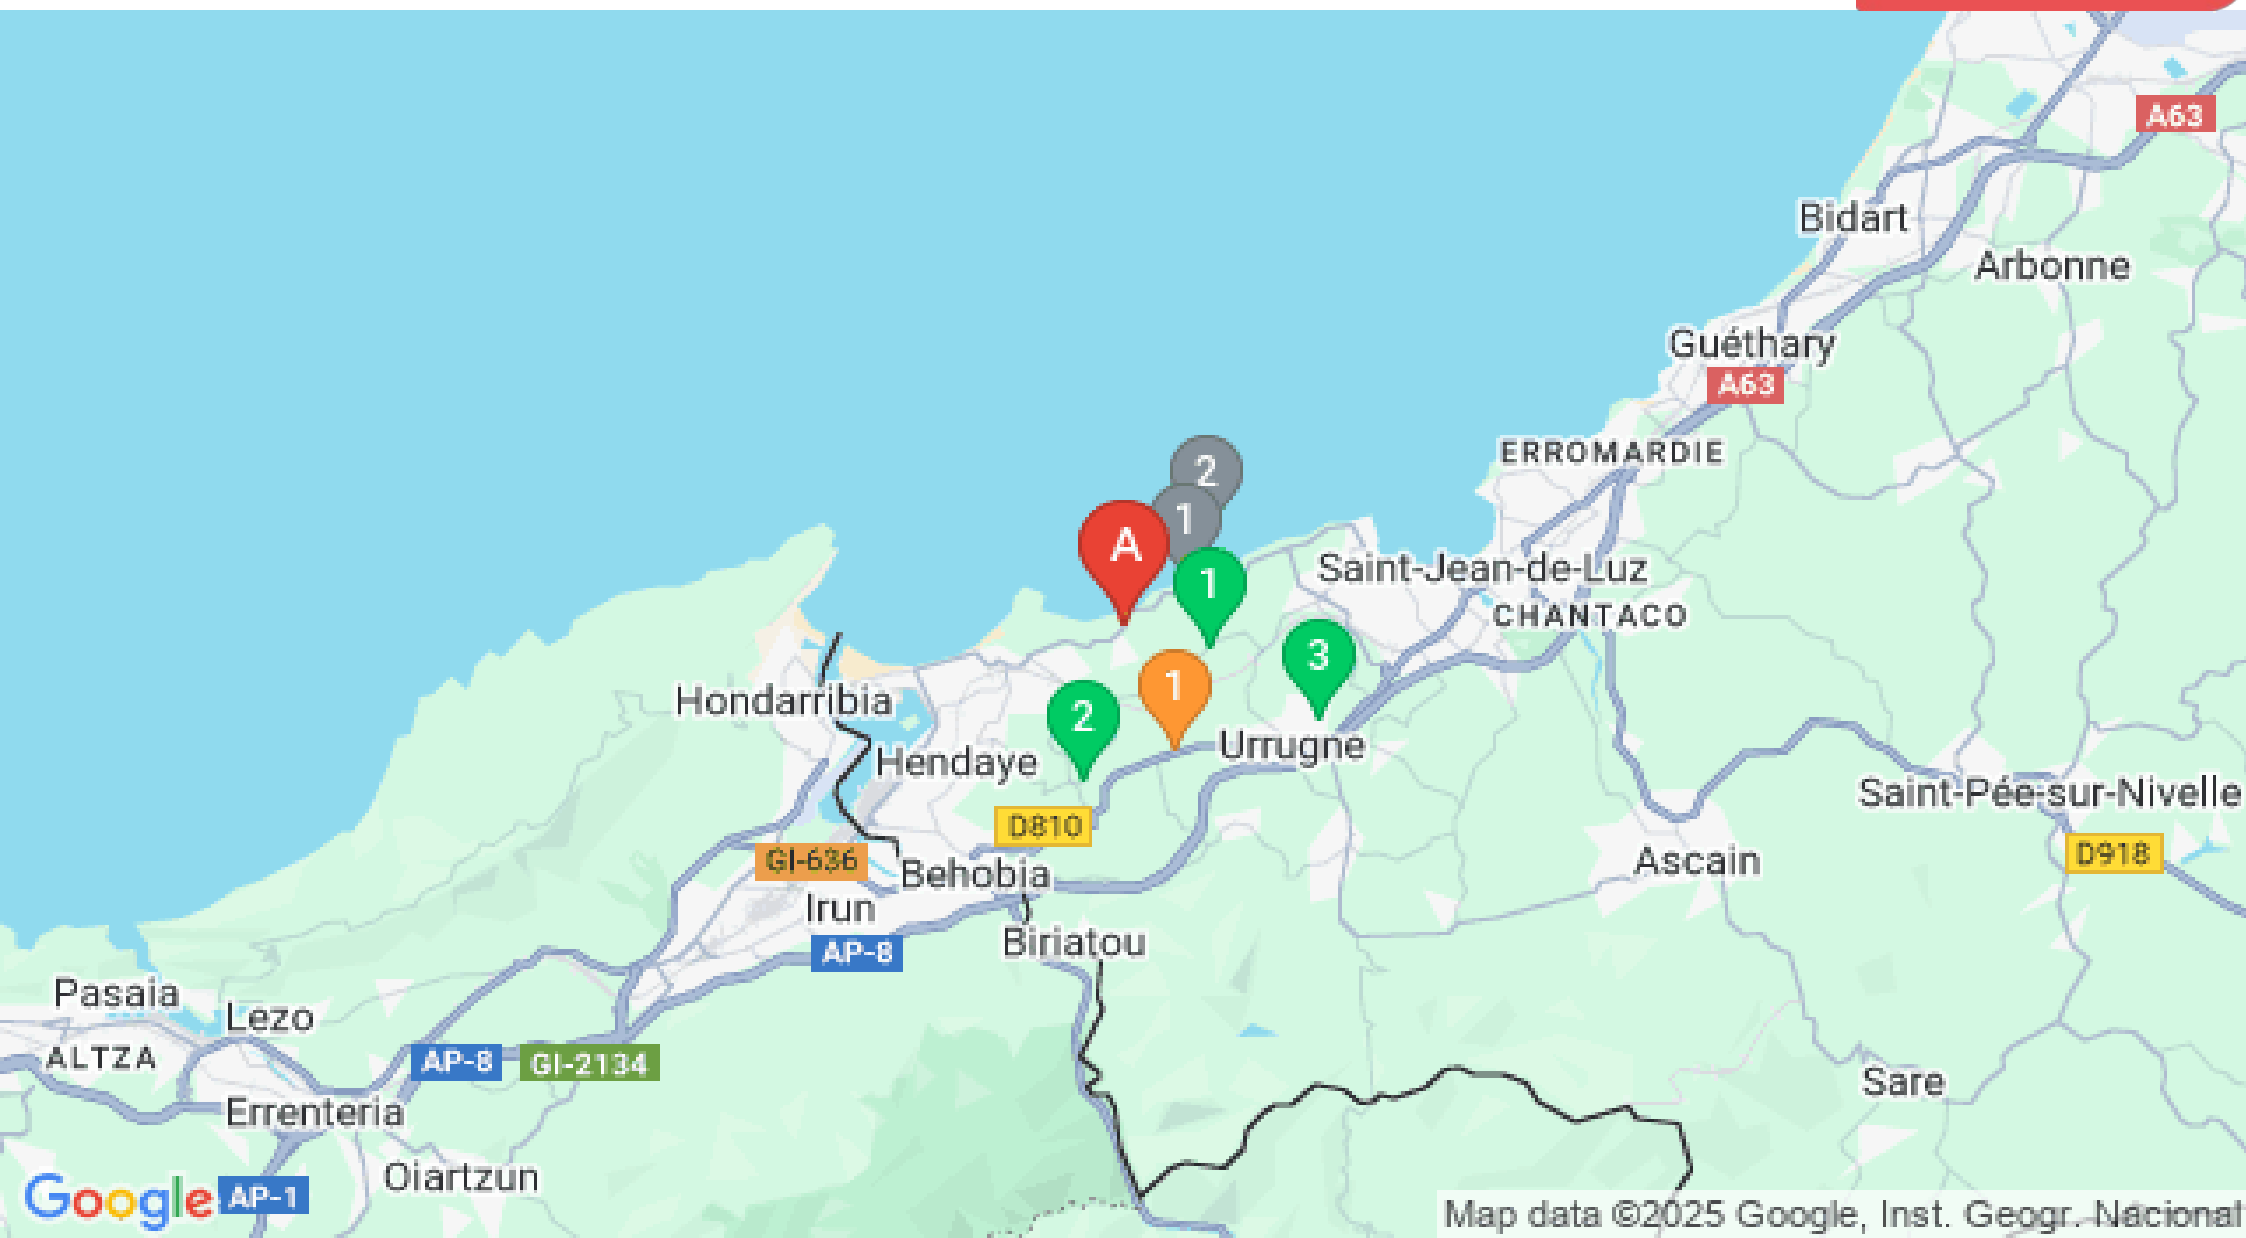 A63
Bidart
Arbonne
Guéthary
A63
ERROMARDIE
2
1
A
1
Saint-Jean-de-Luz
CHANTACO
3
1
2
Hondarribia
Urrugne
Hendaye
Saint-Pée-sur-Nivelle
D810
D918
GI-636
Ascain
Behobia
Irun
Biriatou
AP-8
Pasaia
Lezo
ALTZA
AP-8
GI-2134
Sare
Errenteria
Oiartzun
Google
AP-1
Map data ©2025 Google, Inst. Geogr. Nacional